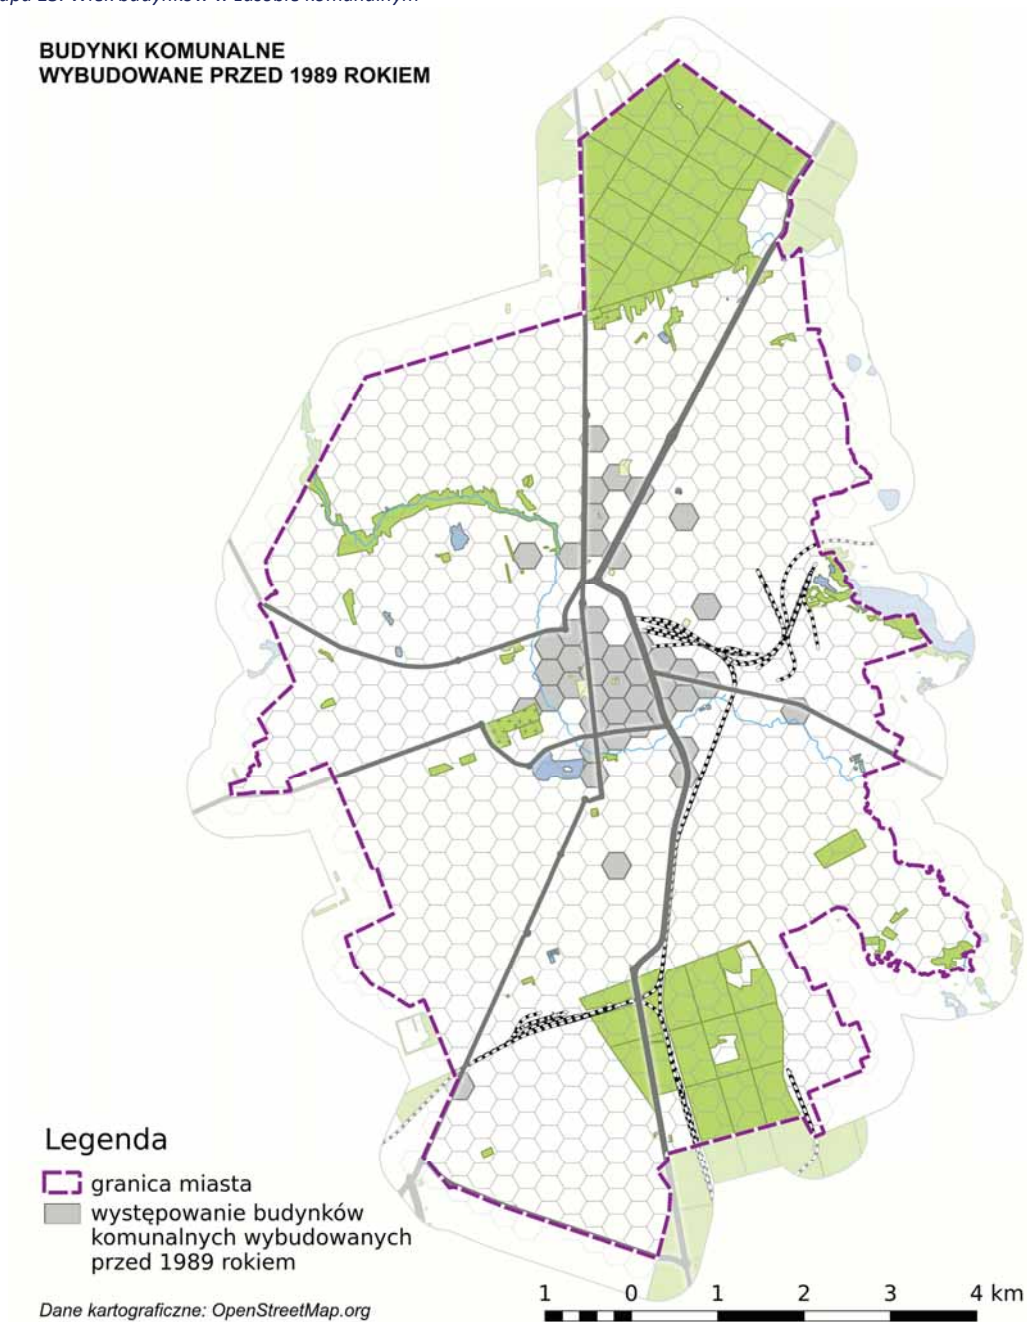 BUDYNKI KOMUNALNE
WYBUDOWANE PRZED 1989 ROKIEM
Legenda
granica miasta
występowanie budynków
komunalnych wybudowanych
przed 1989 rokiem
Dane kartograficzne: OpenStreetMap.org
1 0 1 2 3 4 km